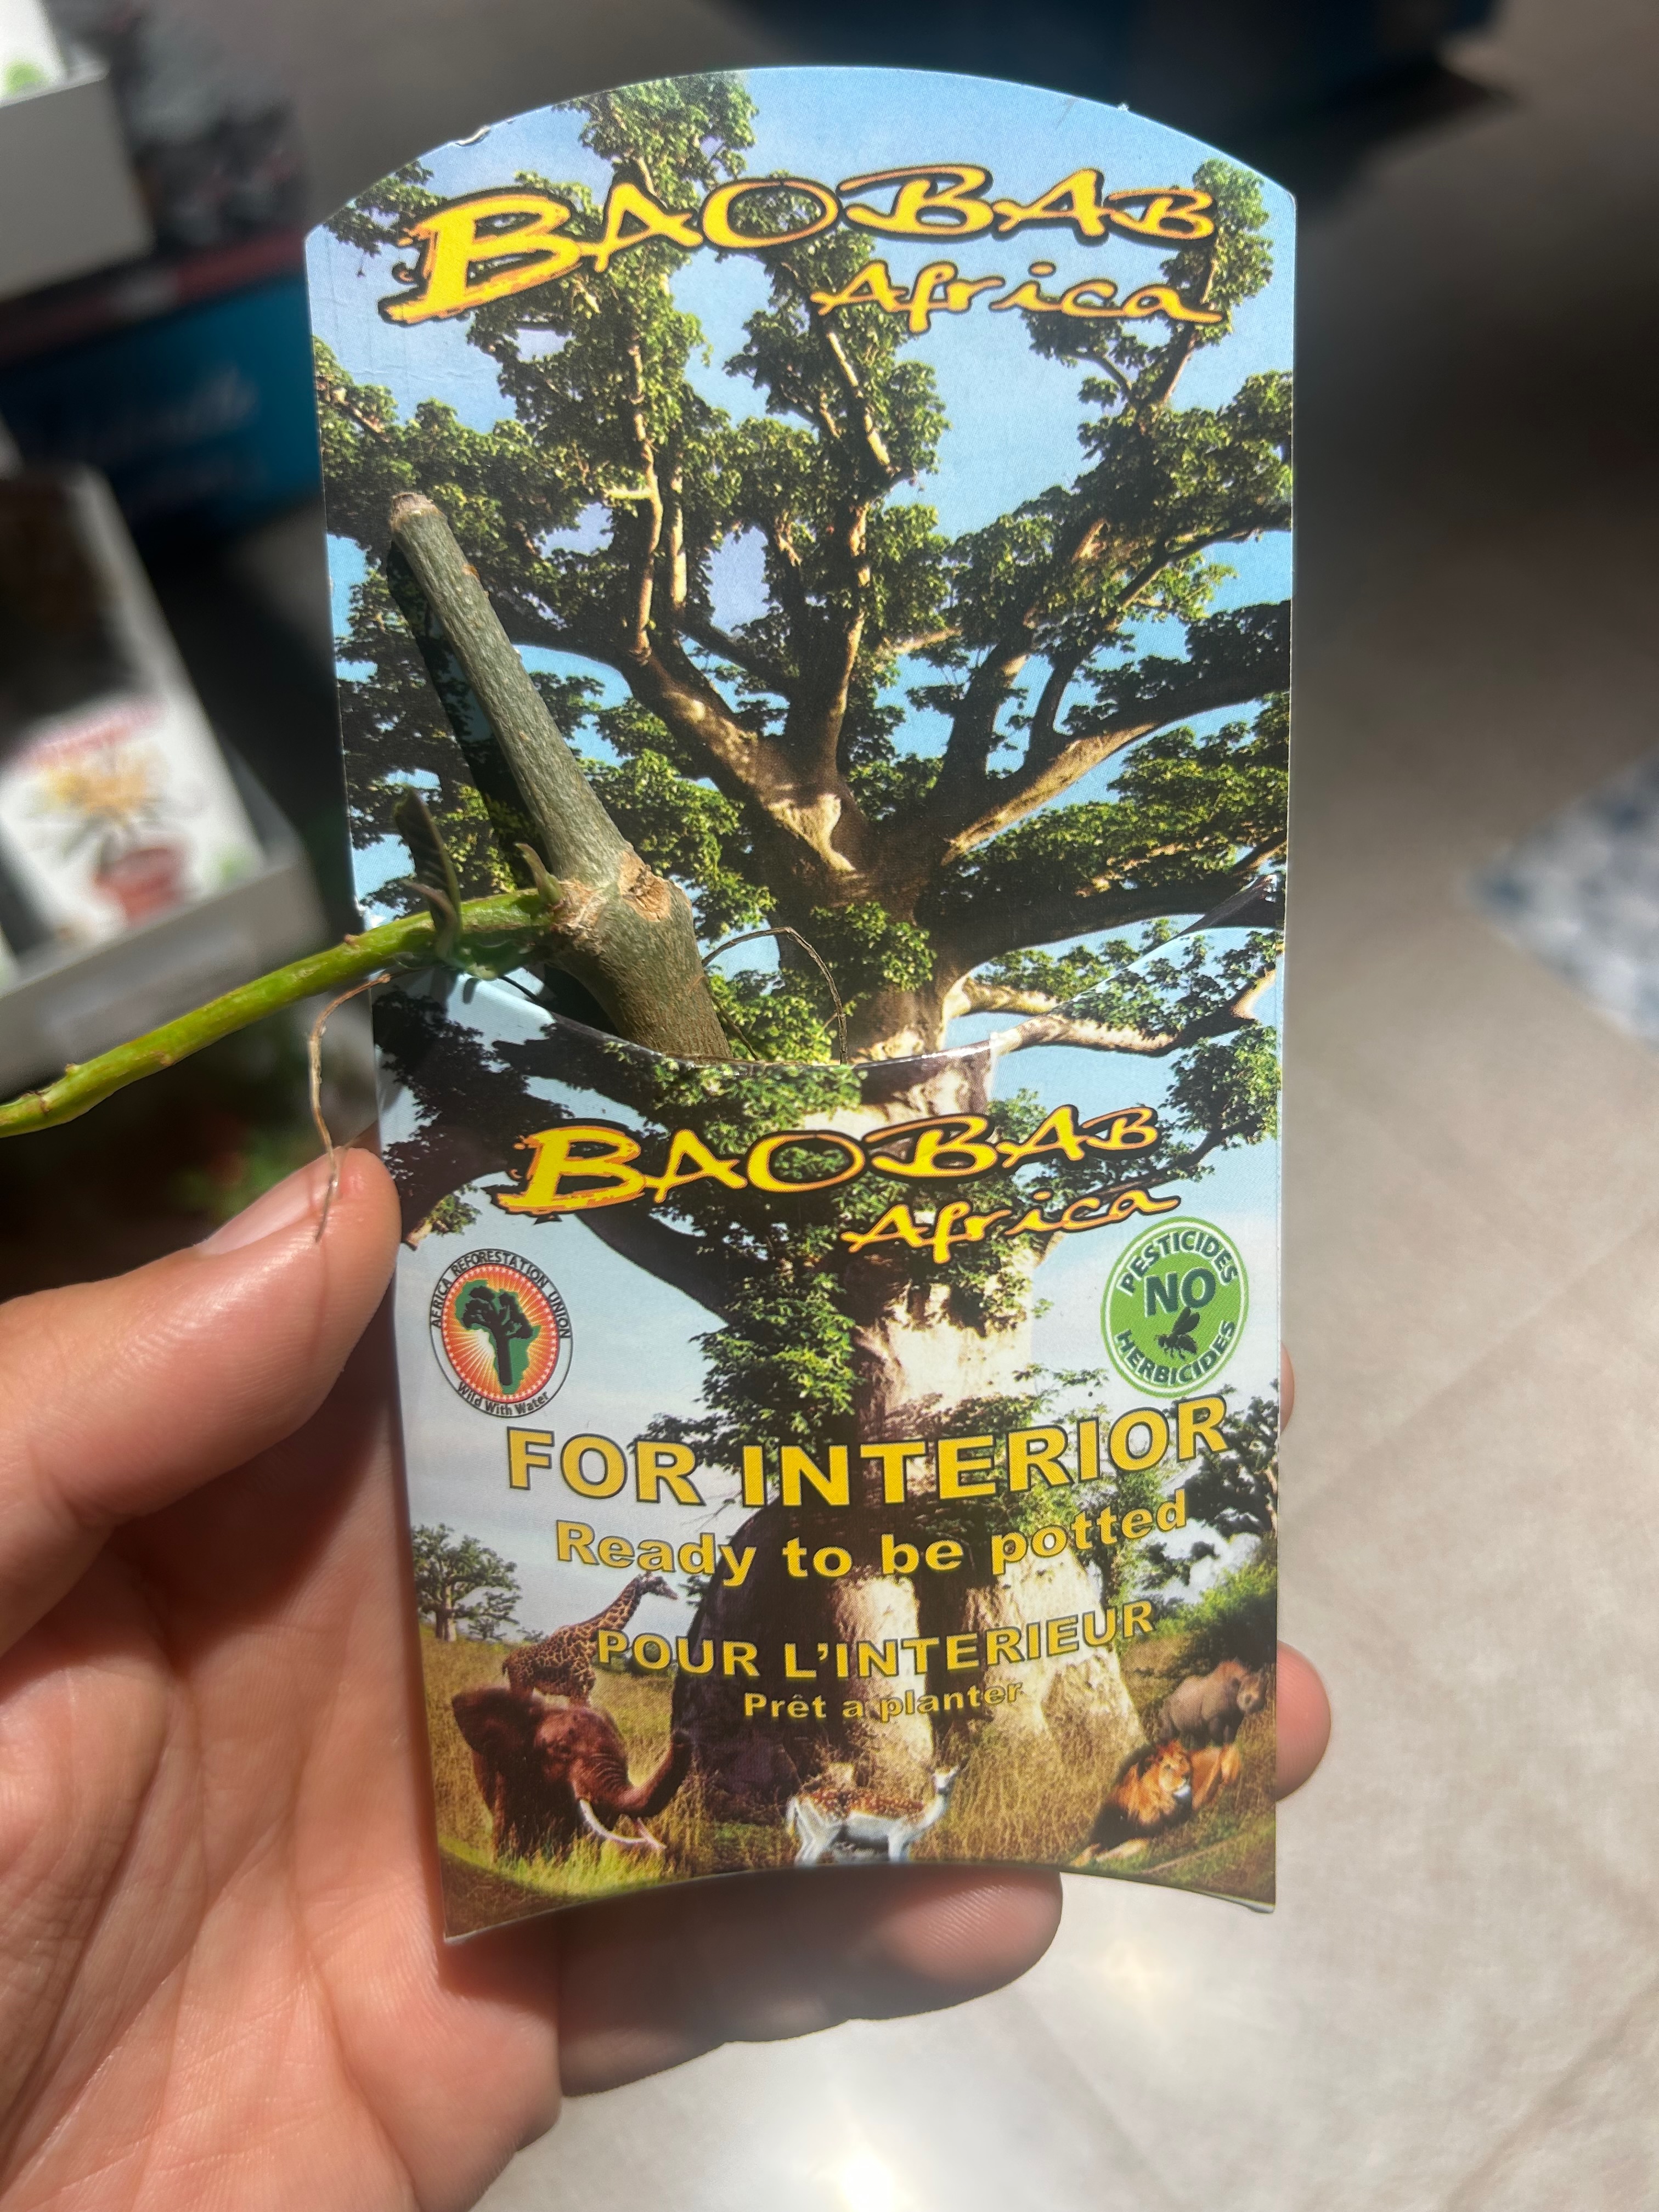 BAOBAB
Africa
BAOBAB
Africa
AFRICA REFORESTATION UNION
Wild With Water
PESTICIDES
NO
HERBICIDES
FOR INTERIOR
Ready to be potted
POUR L'INTERIEUR
Prêt a planter